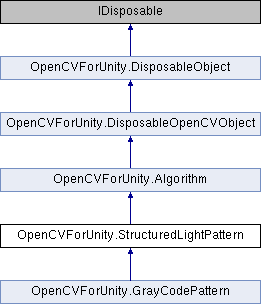 IDisposable
OpenCVForUnity.DisposableObject
OpenCVForUnity.DisposableOpenCVObject
OpenCVForUnity.Algorithm
OpenCVForUnity.StructuredLightPattern
OpenCVForUnity.GrayCodePattern